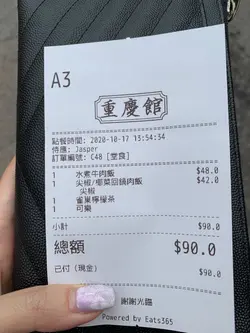 A3
重慶館
點餐時間: 2020-10-17 13:54:34
侍應: Jasper
訂單編號: C48 [堂食]
1 水煮牛肉飯 $48.0
1 尖椒/椰菜回鍋肉飯 $42.0
尖椒
1 雀巢檸檬茶
1 可樂
小計 $90.0
總額 $90.0
已付 (現金) $90.0
謝謝光臨
Powered by Eats365